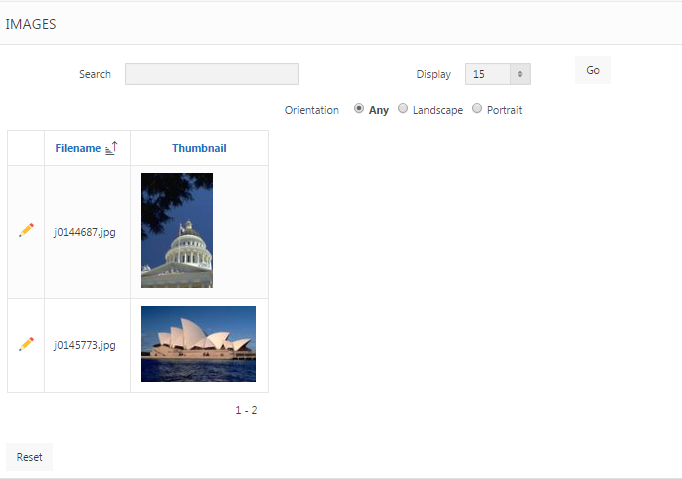 IMAGES
Search Display 15 Go
Orientation Any Landscape Portrait
Filename Thumbnail
j0144687.jpg
j0145773.jpg
1 - 2
Reset